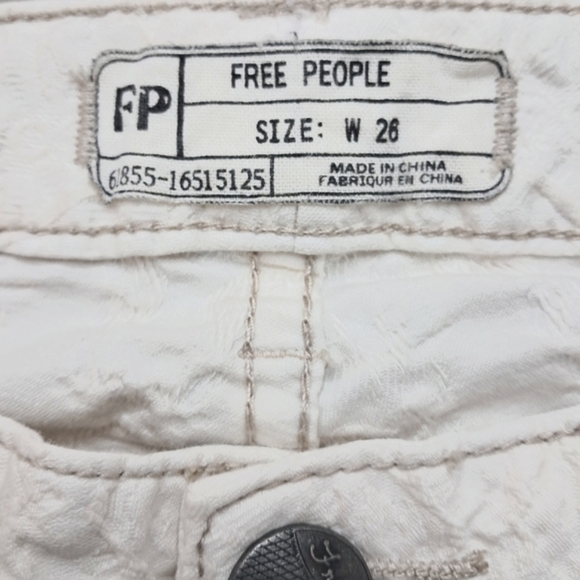 FP
FREE PEOPLE
SIZE: W 26
61855-16515125
MADE IN CHINA
FABRIQUR EN CHINA